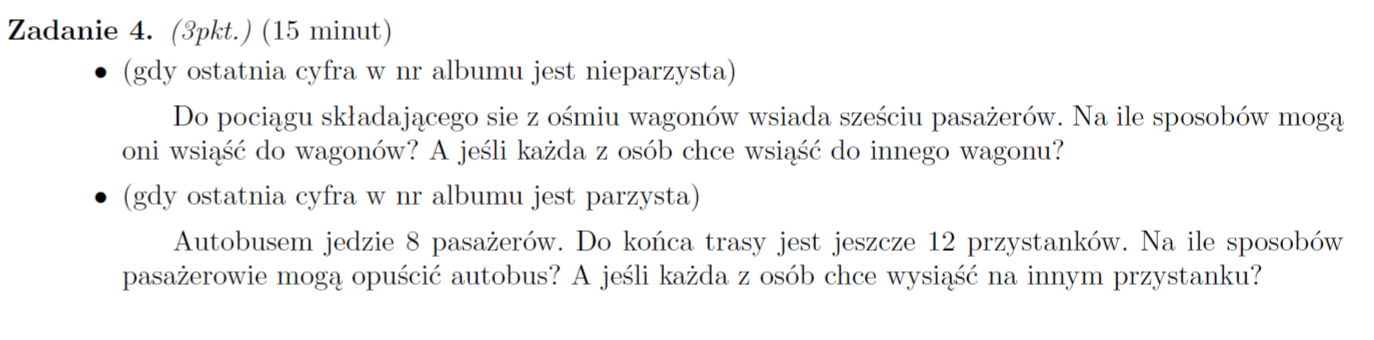 Zadanie 4. (3pkt.) (15 minut)
• (gdy ostatnia cyfra w nr albumu jest nieparzysta)
Do pociągu składającego sie z ośmiu wagonów wsiada sześciu pasażerów. Na ile sposobów mogą
oni wsiąść do wagonów? A jeśli każda z osób chce wsiąść do innego wagonu?
• (gdy ostatnia cyfra w nr albumu jest parzysta)
Autobusem jedzie 8 pasażerów. Do końca trasy jest jeszcze 12 przystanków. Na ile sposobów
pasażerowie mogą opuścić autobus? A jeśli każda z osób chce wysiąść na innym przystanku?